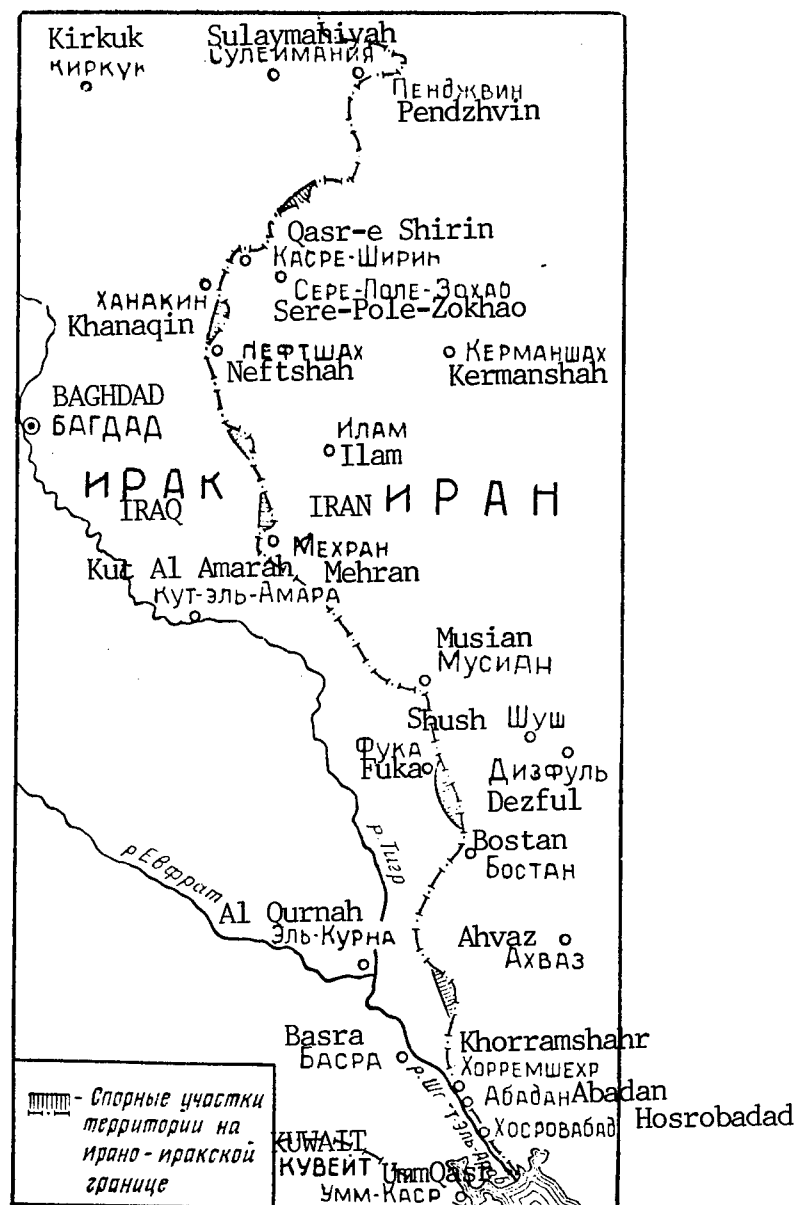 Kirkuk
КИРКУК
Sulaymaniyah
СУЛЕЙМАНИЯ
ПЕНДЖВИН
Pendzhvin
Qasr-e Shirin
КАСРЕ-ШИРИН
СЕРЕ-ПОЛЕ-ЗОХАО
Sere-Pole-Zokhao
ХАНАКИН
Khanaqin
НЕФТШАХ
Neftshah
КЕРМАНШАХ
Kermanshah
BAGHDAD
БАГДАД
ИЛАМ
Ilam
ИРАК
IRAQ
IRAN ИРАН
МЕХРАН
Mehran
Kut Al Amarah
КУТ-ЭЛЬ-АМАРА
Musian
МУСИАН
Shush ШУШ
ФУКА
Fuka
ДИЗФУЛЬ
Dezful
Bostan
БОСТАН
р. Евфрат
р. Тигр
Al Qurnah
ЭЛЬ-КУРНА
Ahvaz
АХВАЗ
Basra
БАСРА
Khorramshahr
ХОРРЕМШЕХР
АБАДАН Abadan
ХОСРОВАБАД Hosrobadad
р. Шатт-эль-Араб
KUWAIT
КУВЕЙТ
Umm Qasr
УММ-КАСР
- Спорные участки
территории на
ирано-иракской
границе